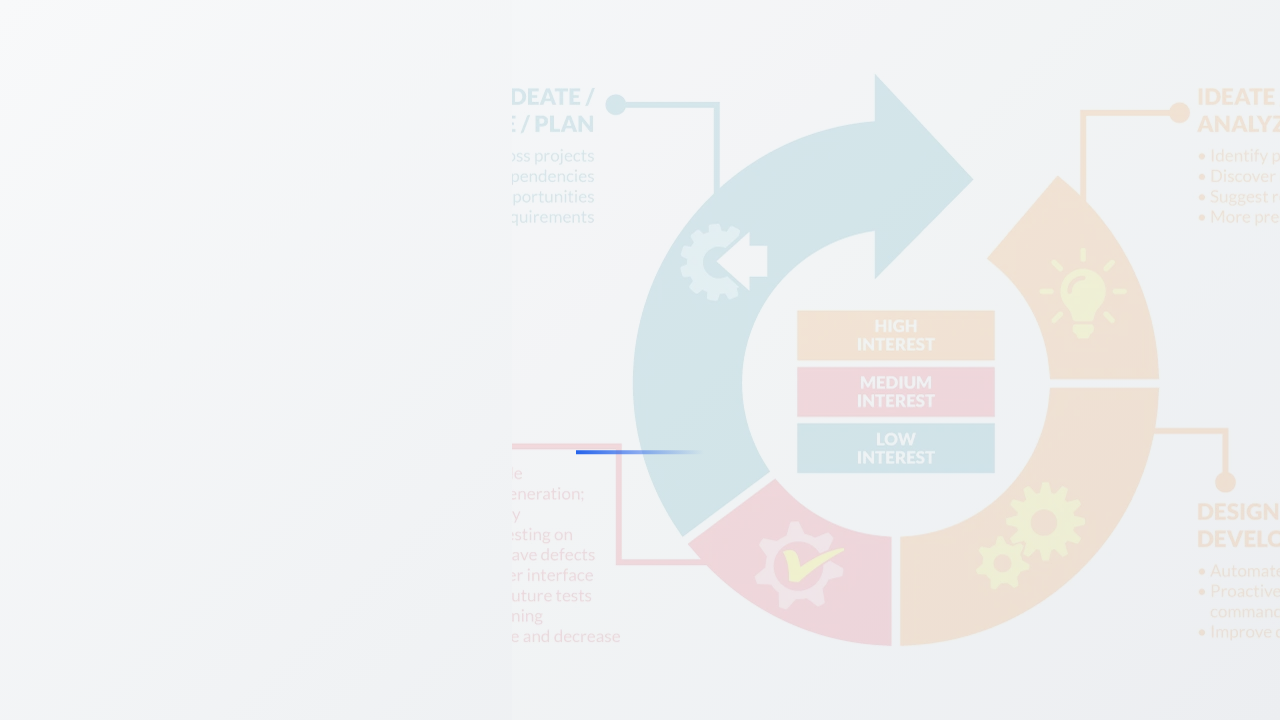 DEATE /
/ PLAN
oss projects
pendencies
portunities
quirements
IDEATE
ANALYZ
• Identify p
• Discover
• Suggest r
• More pre
HIGH
INTEREST
MEDIUM
INTEREST
LOW
INTEREST
le
eneration;
y
esting on
ave defects
er interface
uture tests
ning
e and decrease
DESIGN
DEVELO
• Automate
• Proactive
command
• Improve